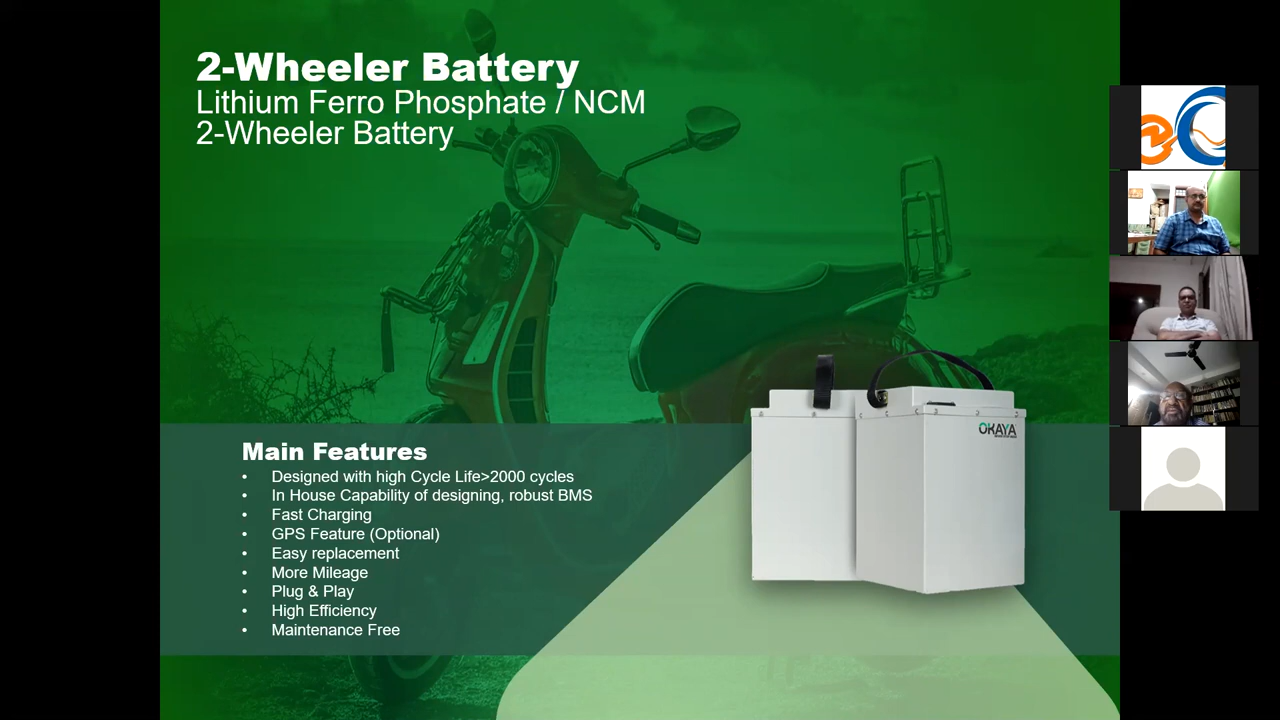 2-Wheeler Battery
Lithium Ferro Phosphate / NCM
2-Wheeler Battery
Main Features
• Designed with high Cycle Life>2000 cycles
• In House Capability of designing, robust BMS
• Fast Charging
• GPS Feature (Optional)
• Easy replacement
• More Mileage
• Plug & Play
• High Efficiency
• Maintenance Free
OKAYA